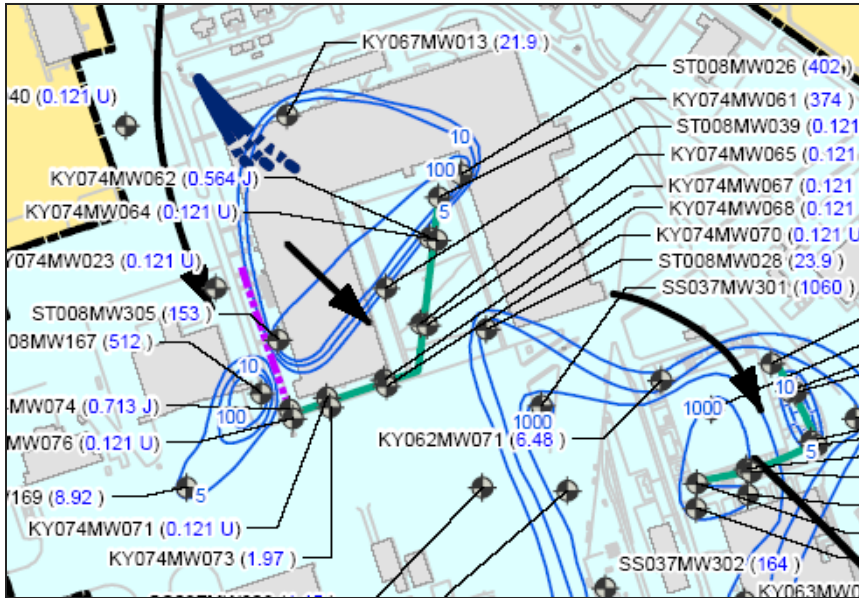 KY067MW013 (21.9 )
ST008MW026 (402 )
40 (0.121 U)
KY074MW061 (374 )
ST008MW039 (0.121
10
KY074MW065 (0.121
100
KY074MW062 (0.564 J)
KY074MW067 (0.121
5
KY074MW064 (0.121 U)
KY074MW068 (0.121
KY074MW070 (0.121 U
Y074MW023 (0.121 U)
ST008MW028 (23.9 )
SS037MW301 (1060 )
ST008MW305 (153 )
08MW167 (512 )
10
10
MW074 (0.713 J)
1000
1000
100
MW076 (0.121 U)
KY062MW071 (6.48 )
5
/169 (8.92 )
5
KY074MW071 (0.121 U)
KY074MW073 (1.97 )
SS037MW302 (164 )
KY063MW0